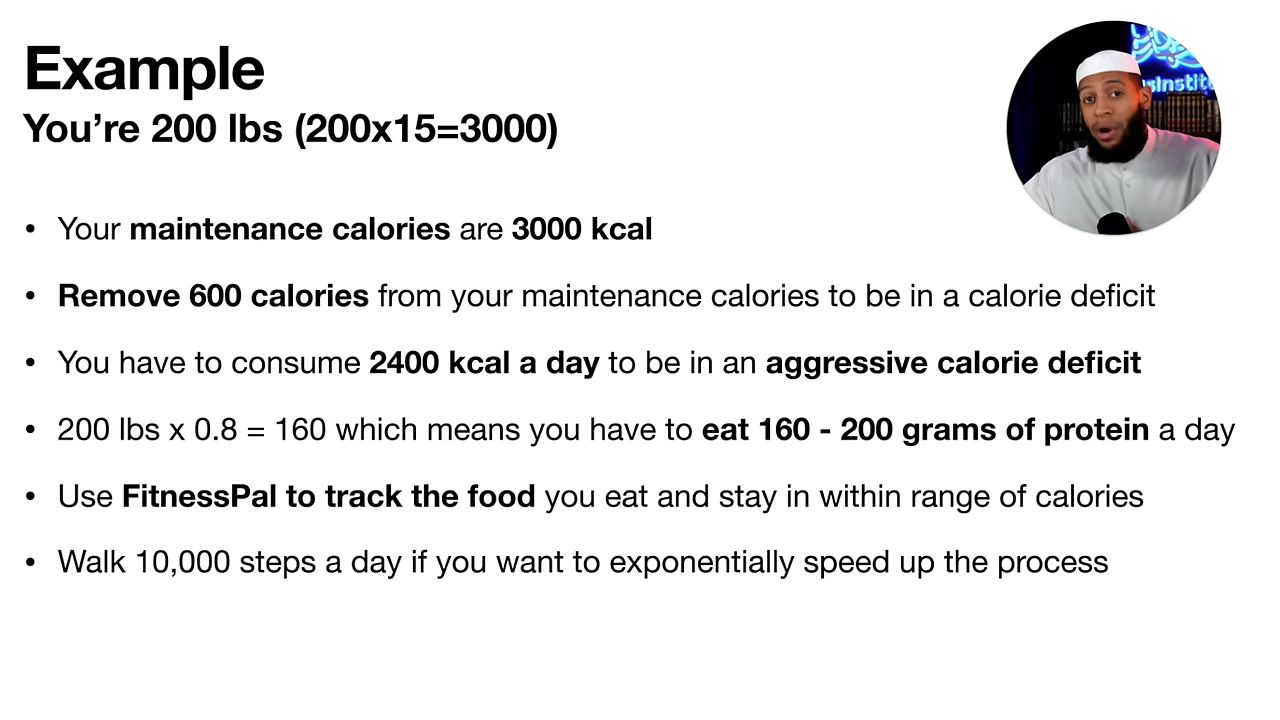 Example
You’re 200 lbs (200x15=3000)
• Your maintenance calories are 3000 kcal
• Remove 600 calories from your maintenance calories to be in a calorie deficit
• You have to consume 2400 kcal a day to be in an aggressive calorie deficit
• 200 lbs x 0.8 = 160 which means you have to eat 160 - 200 grams of protein a day
• Use FitnessPal to track the food you eat and stay in within range of calories
• Walk 10,000 steps a day if you want to exponentially speed up the process